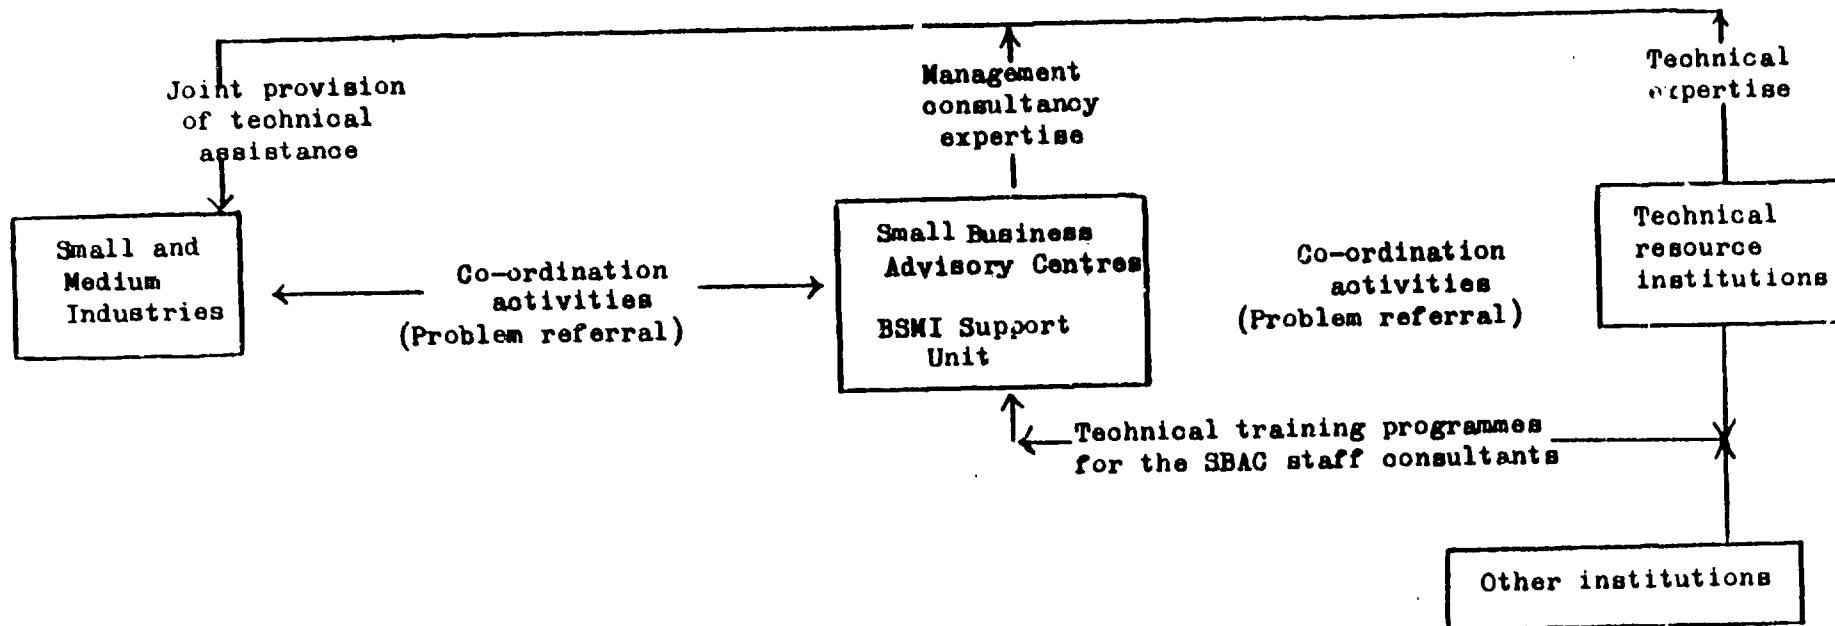 Joint provision
of technical
assistance
Management
consultancy
expertise
Technical
expertise
Small and
Medium
Industries
Co-ordination
activities
(Problem referral)
Small Business
Advisory Centres
BSMI Support
Unit
Co-ordination
activities
(Problem referral)
Technical
resource
institutions
Technical training programmes
for the SBAC staff consultants
Other institutions